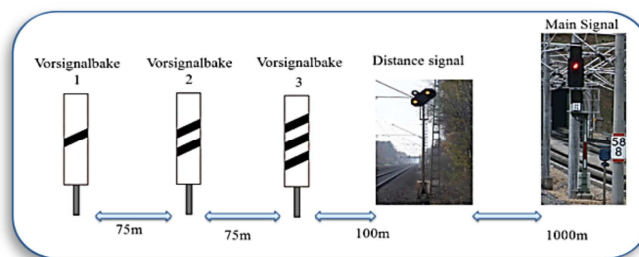 Main Signal
Vorsignalbake
1
Vorsignalbake
2
Vorsignalbake
3
Distance signal
58
8
75m
75m
100m
1000m